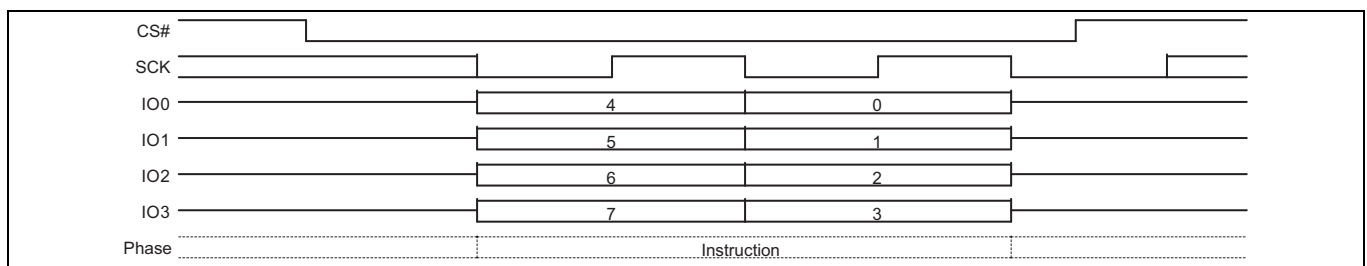 CS#
SCK
IO0 4 0
IO1 5 1
IO2 6 2
IO3 7 3
Phase Instruction